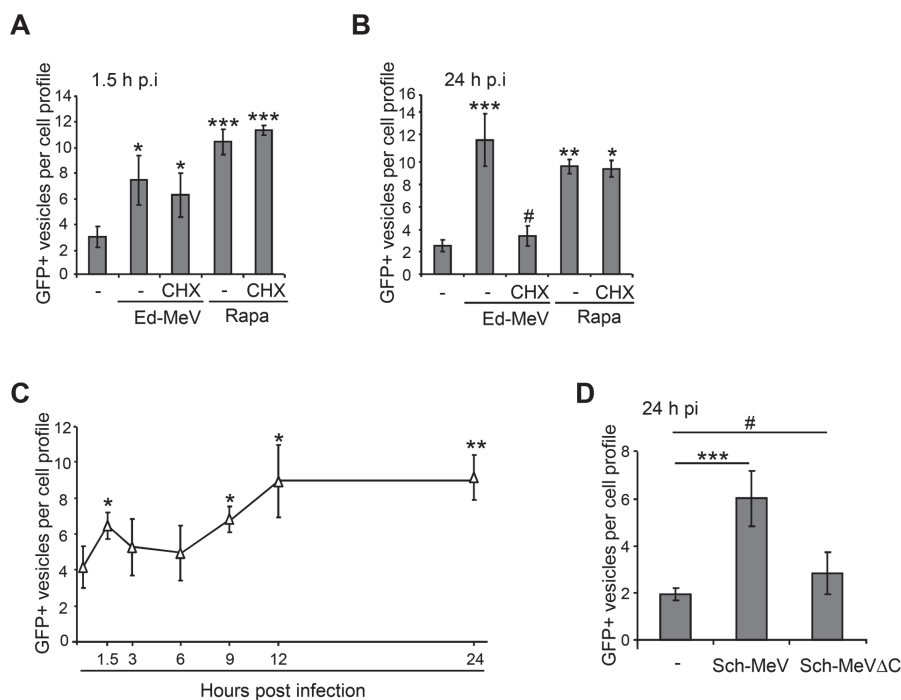 A
1.5 h p.i
GFP+ vesicles per cell profile
14
12
10
8
6
4
2
0
* * *** ***
- - CHX - CHX
Ed-MeV Rapa
B
24 h p.i
GFP+ vesicles per cell profile
16
14
12
10
8
6
4
2
0
*** # ** *
- - CHX - CHX
Ed-MeV Rapa
C
GFP+ vesicles per cell profile
12
10
8
6
4
2
0
* * * **
1.5 3 6 9 12 24
Hours post infection
D
24 h pi
GFP+ vesicles per cell profile
8
6
4
2
0
#
***
- Sch-MeV Sch-MeVΔC